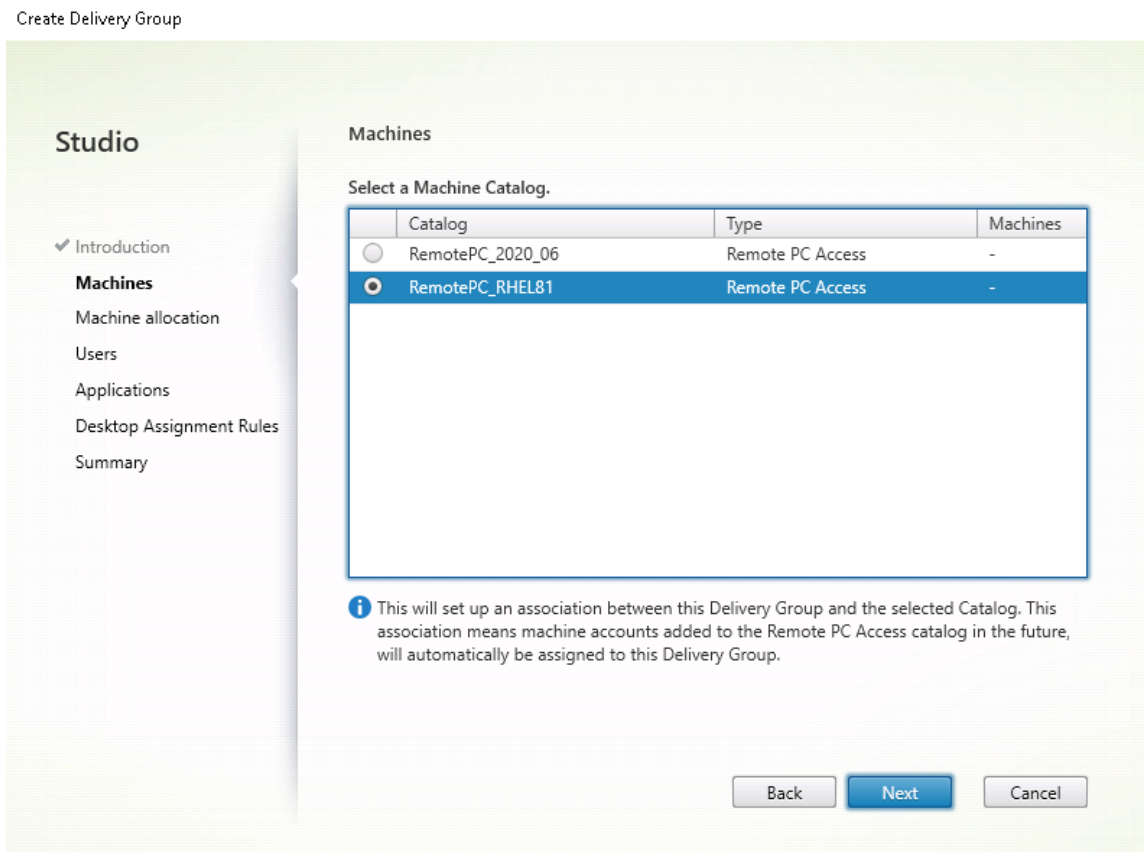 Create Delivery Group
Studio
Introduction
Machines
Machine allocation
Users
Applications
Desktop Assignment Rules
Summary
Machines
Select a Machine Catalog.
Catalog Type Machines
RemotePC_2020_06 Remote PC Access -
RemotePC_RHEL81 Remote PC Access -
This will set up an association between this Delivery Group and the selected Catalog. This
association means machine accounts added to the Remote PC Access catalog in the future,
will automatically be assigned to this Delivery Group.
Back Next Cancel